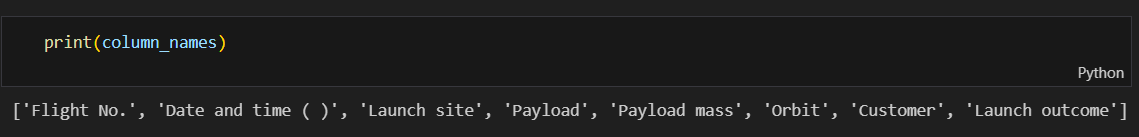 print(column_names)
Python
['Flight No.', 'Date and time ( )', 'Launch site', 'Payload', 'Payload mass', 'Orbit', 'Customer', 'Launch outcome']